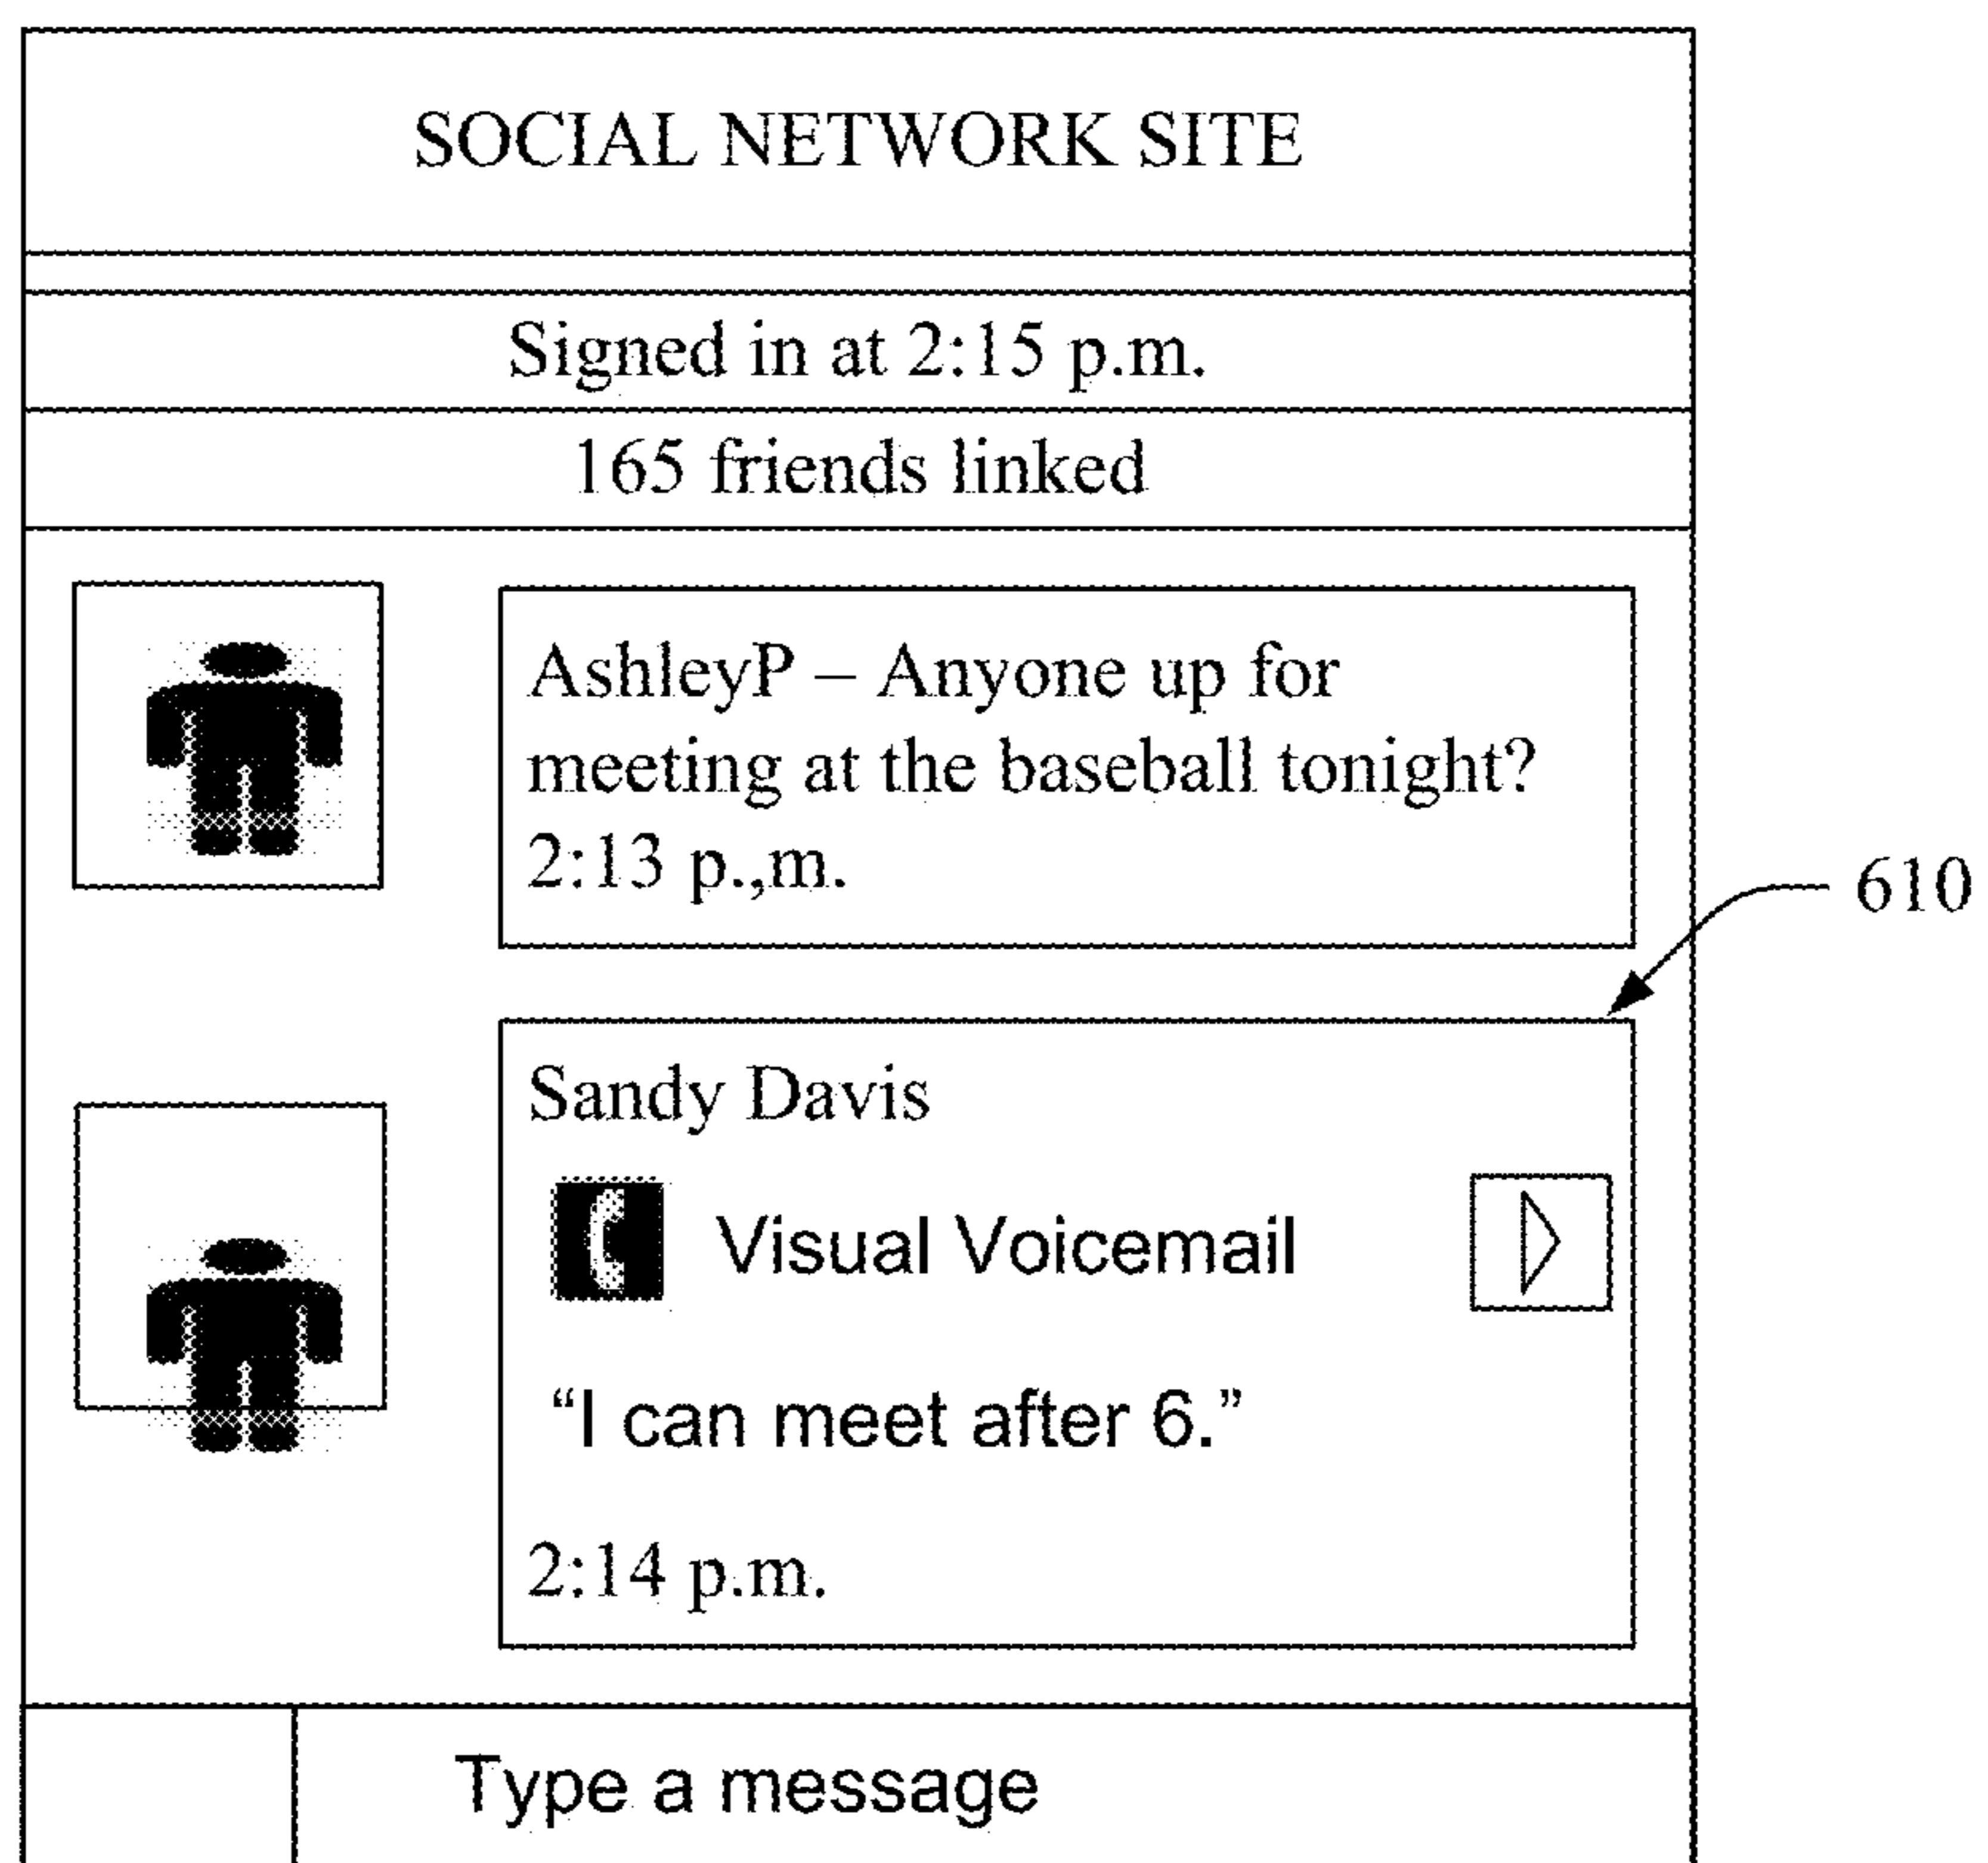 SOCIAL NETWORK SITE
Signed in at 2:15 p.m.
165 friends linked
AshleyP – Anyone up for
meeting at the baseball tonight?
2:13 p.,m.
610
Sandy Davis
Visual Voicemail
“I can meet after 6.”
2:14 p.m.
Type a message